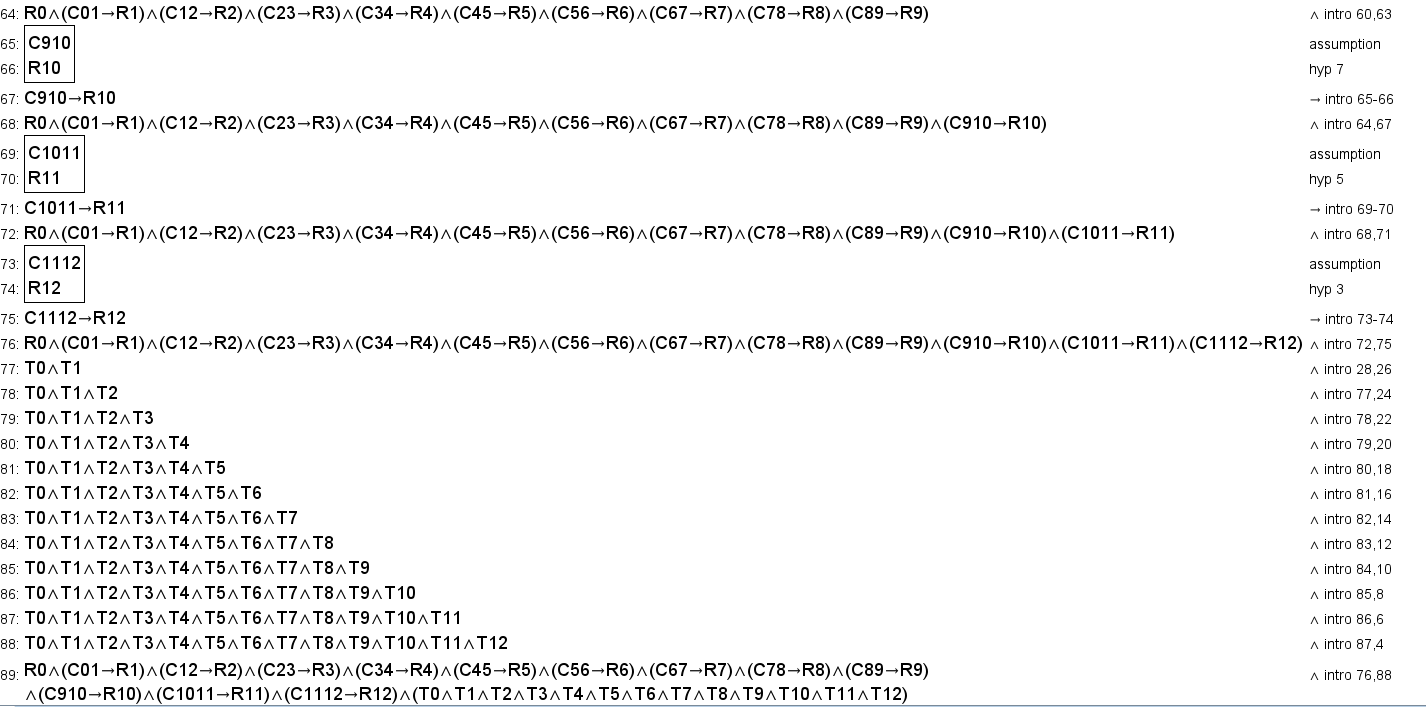 64: R0∧(C01→R1)∧(C12→R2)∧(C23→R3)∧(C34→R4)∧(C45→R5)∧(C56→R6)∧(C67→R7)∧(C78→R8)∧(C89→R9) ∧ intro 60,63
65: C910 assumption
66: R10 hyp 7
67: C910→R10 → intro 65-66
68: R0∧(C01→R1)∧(C12→R2)∧(C23→R3)∧(C34→R4)∧(C45→R5)∧(C56→R6)∧(C67→R7)∧(C78→R8)∧(C89→R9)∧(C910→R10) ∧ intro 64,67
69: C1011 assumption
70: R11 hyp 5
71: C1011→R11 → intro 69-70
72: R0∧(C01→R1)∧(C12→R2)∧(C23→R3)∧(C34→R4)∧(C45→R5)∧(C56→R6)∧(C67→R7)∧(C78→R8)∧(C89→R9)∧(C910→R10)∧(C1011→R11) ∧ intro 68,71
73: C1112 assumption
74: R12 hyp 3
75: C1112→R12 → intro 73-74
76: R0∧(C01→R1)∧(C12→R2)∧(C23→R3)∧(C34→R4)∧(C45→R5)∧(C56→R6)∧(C67→R7)∧(C78→R8)∧(C89→R9)∧(C910→R10)∧(C1011→R11)∧(C1112→R12) ∧ intro 72,75
77: T0∧T1 ∧ intro 28,26
78: T0∧T1∧T2 ∧ intro 77,24
79: T0∧T1∧T2∧T3 ∧ intro 78,22
80: T0∧T1∧T2∧T3∧T4 ∧ intro 79,20
81: T0∧T1∧T2∧T3∧T4∧T5 ∧ intro 80,18
82: T0∧T1∧T2∧T3∧T4∧T5∧T6 ∧ intro 81,16
83: T0∧T1∧T2∧T3∧T4∧T5∧T6∧T7 ∧ intro 82,14
84: T0∧T1∧T2∧T3∧T4∧T5∧T6∧T7∧T8 ∧ intro 83,12
85: T0∧T1∧T2∧T3∧T4∧T5∧T6∧T7∧T8∧T9 ∧ intro 84,10
86: T0∧T1∧T2∧T3∧T4∧T5∧T6∧T7∧T8∧T9∧T10 ∧ intro 85,8
87: T0∧T1∧T2∧T3∧T4∧T5∧T6∧T7∧T8∧T9∧T10∧T11 ∧ intro 86,6
88: T0∧T1∧T2∧T3∧T4∧T5∧T6∧T7∧T8∧T9∧T10∧T11∧T12 ∧ intro 87,4
89: R0∧(C01→R1)∧(C12→R2)∧(C23→R3)∧(C34→R4)∧(C45→R5)∧(C56→R6)∧(C67→R7)∧(C78→R8)∧(C89→R9) ∧ intro 76,88
∧(C910→R10)∧(C1011→R11)∧(C1112→R12)∧(T0∧T1∧T2∧T3∧T4∧T5∧T6∧T7∧T8∧T9∧T10∧T11∧T12)